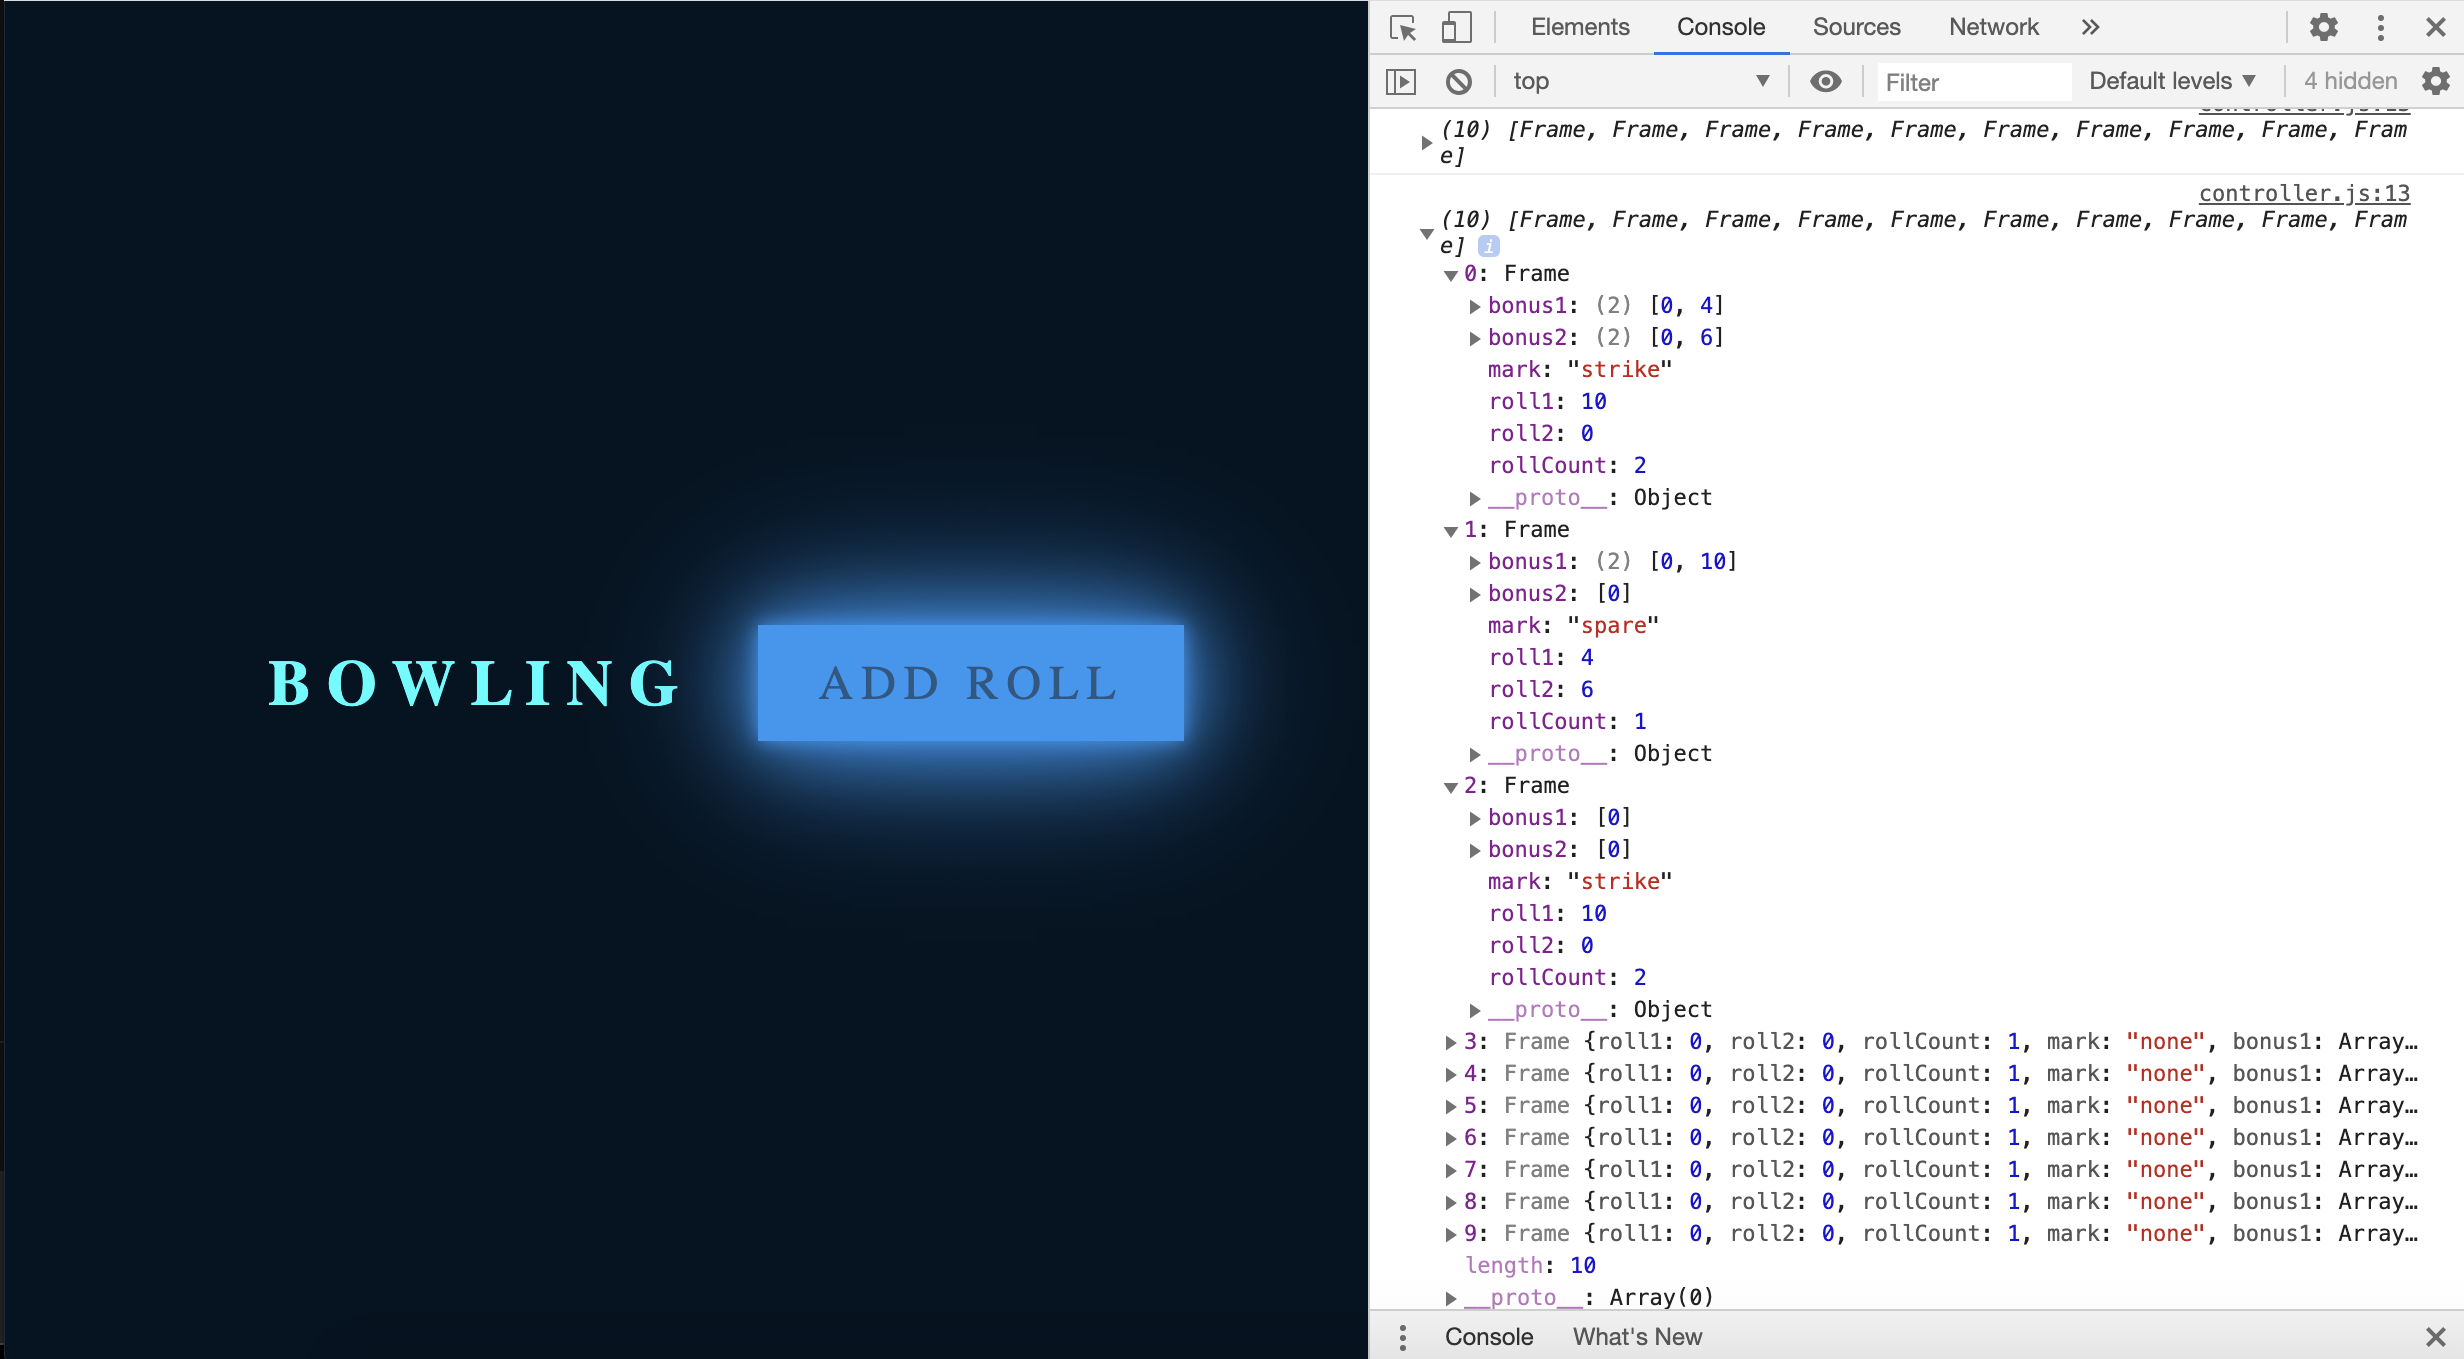 BOWLING
ADD ROLL
Elements Console Sources Network »
top Filter Default levels 4 hidden
(10) [Frame, Frame, Frame, Frame, Frame, Frame, Frame, Frame, Frame, Fram
e]
controller.js:13
(10) [Frame, Frame, Frame, Frame, Frame, Frame, Frame, Frame, Frame, Fram
e] i
0: Frame
bonus1: (2) [0, 4]
bonus2: (2) [0, 6]
mark: "strike"
roll1: 10
roll2: 0
rollCount: 2
__proto__: Object
1: Frame
bonus1: (2) [0, 10]
bonus2: [0]
mark: "spare"
roll1: 4
roll2: 6
rollCount: 1
__proto__: Object
2: Frame
bonus1: [0]
bonus2: [0]
mark: "strike"
roll1: 10
roll2: 0
rollCount: 2
__proto__: Object
3: Frame {roll1: 0, roll2: 0, rollCount: 1, mark: "none", bonus1: Array…
4: Frame {roll1: 0, roll2: 0, rollCount: 1, mark: "none", bonus1: Array…
5: Frame {roll1: 0, roll2: 0, rollCount: 1, mark: "none", bonus1: Array…
6: Frame {roll1: 0, roll2: 0, rollCount: 1, mark: "none", bonus1: Array…
7: Frame {roll1: 0, roll2: 0, rollCount: 1, mark: "none", bonus1: Array…
8: Frame {roll1: 0, roll2: 0, rollCount: 1, mark: "none", bonus1: Array…
9: Frame {roll1: 0, roll2: 0, rollCount: 1, mark: "none", bonus1: Array…
length: 10
__proto__: Array(0)
Console What's New